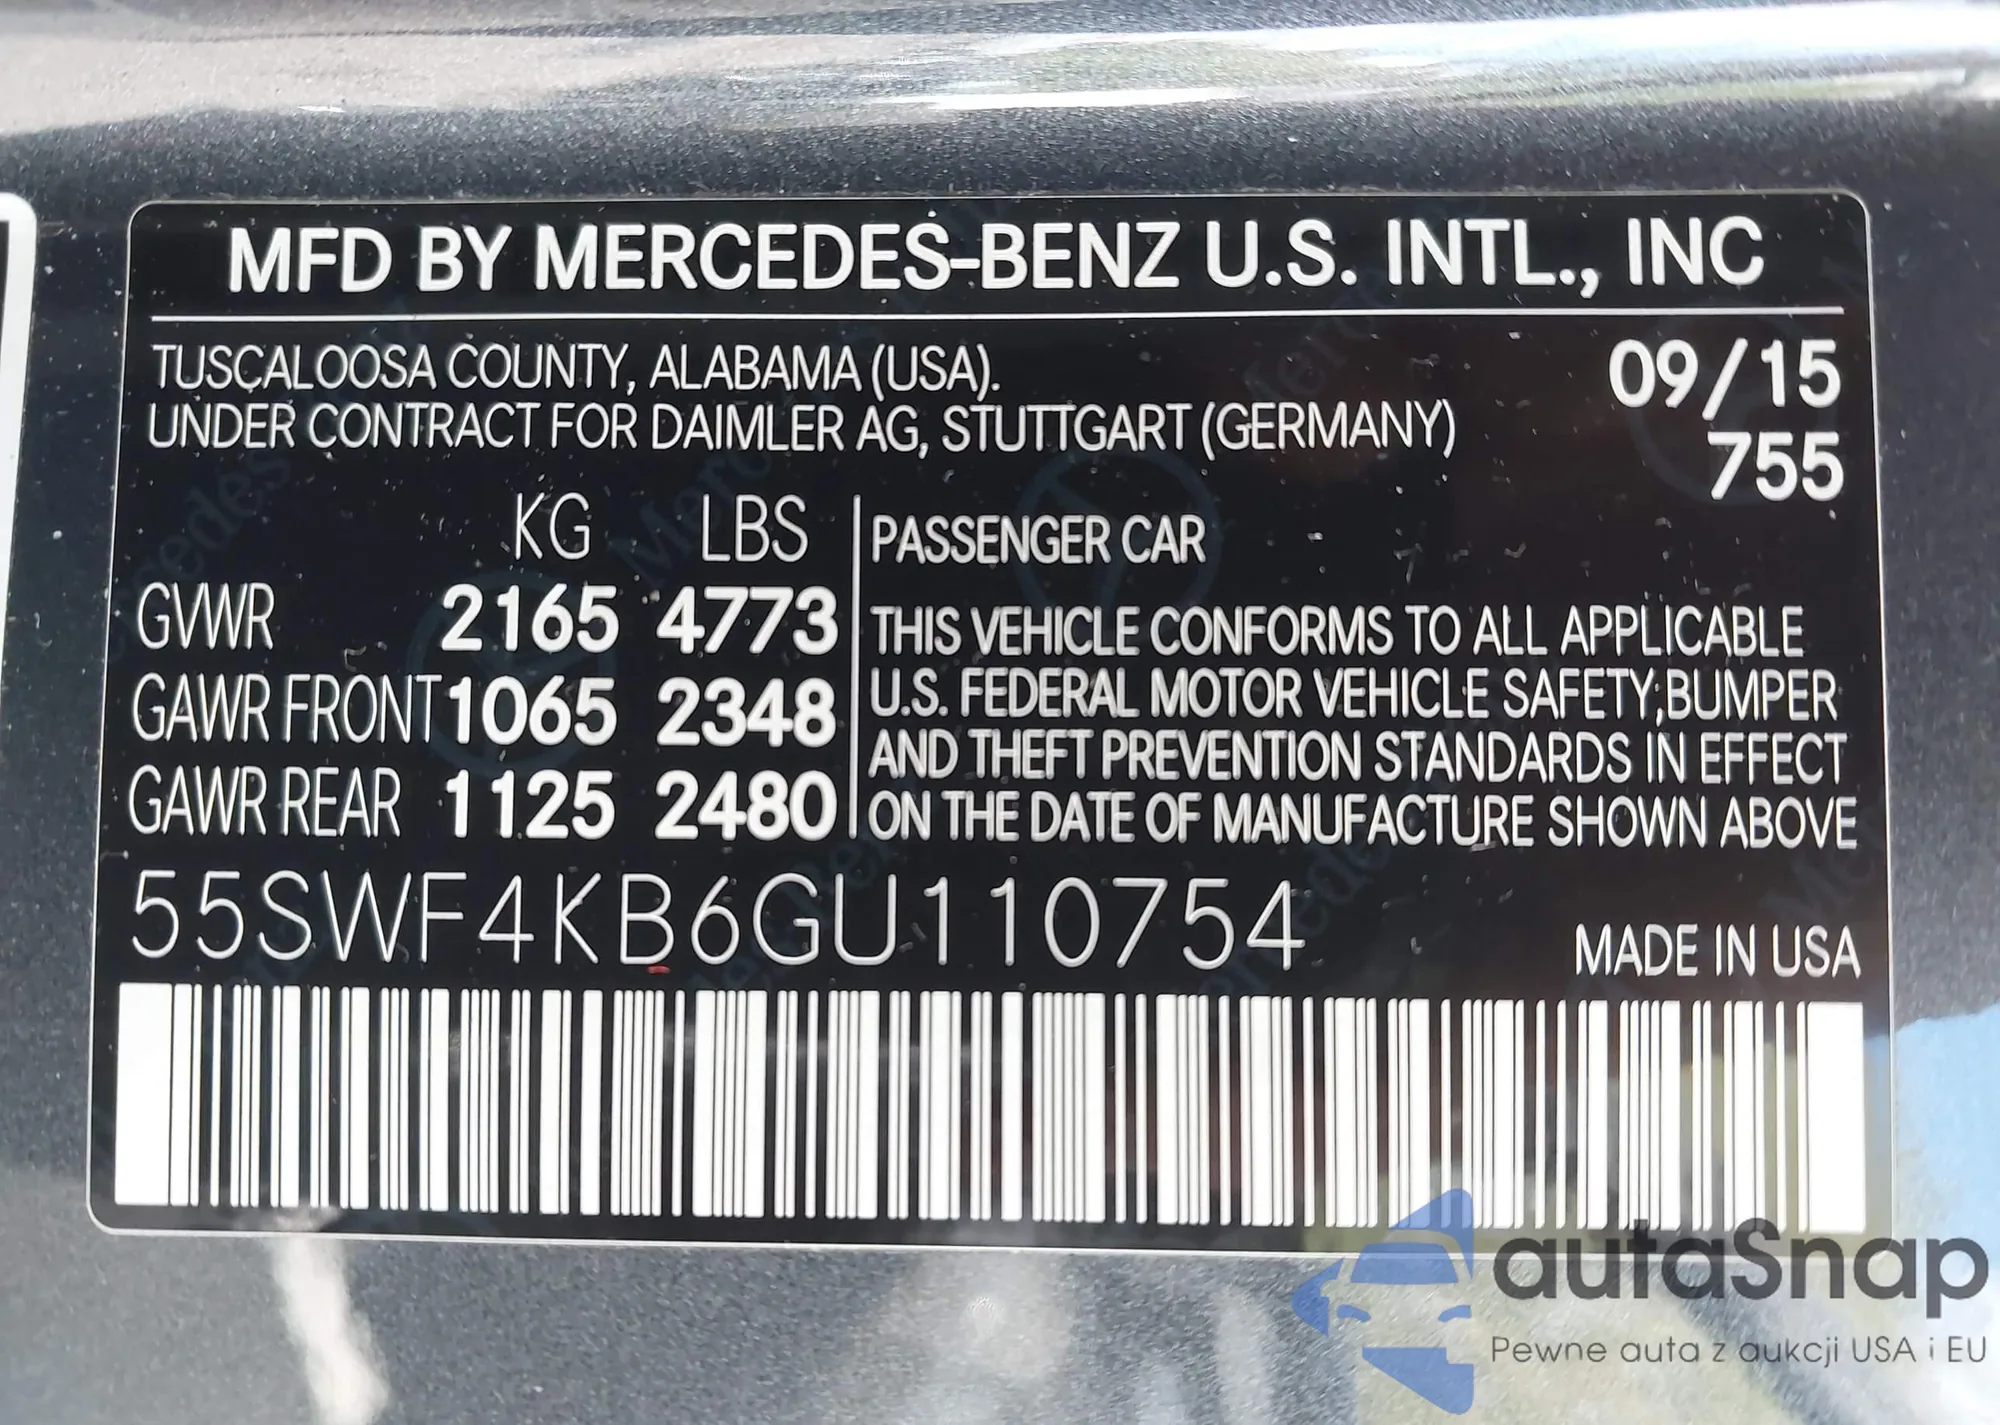 MFD BY MERCEDES-BENZ U.S. INTL., INC
TUSCALOOSA COUNTY, ALABAMA (USA).
UNDER CONTRACT FOR DAIMLER AG, STUTTGART (GERMANY)
09/15
755
KG LBS
GVWR 2165 4773
GAWR FRONT 1065 2348
GAWR REAR 1125 2480
PASSENGER CAR
THIS VEHICLE CONFORMS TO ALL APPLICABLE
U.S. FEDERAL MOTOR VEHICLE SAFETY,BUMPER
AND THEFT PREVENTION STANDARDS IN EFFECT
ON THE DATE OF MANUFACTURE SHOWN ABOVE
55SWF4KB6GU110754
MADE IN USA
autaSnap
Pewne auta z aukcji USA i EU